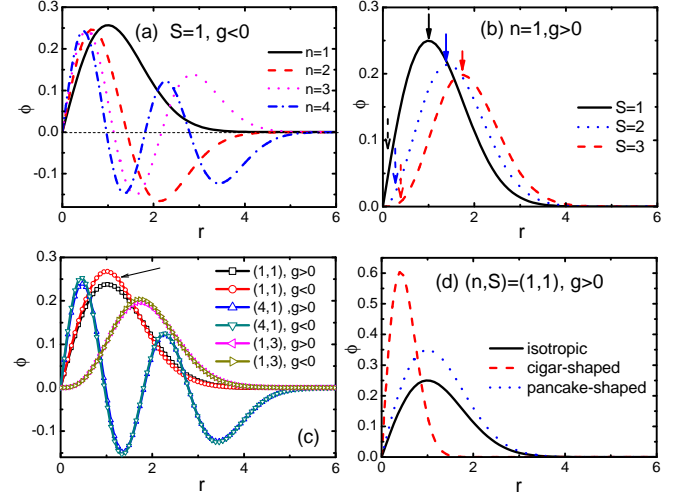 (a) S=1, g<0
n=1
n=2
n=3
n=4
0.3
0.2
0.1
0.0
-0.1
ϕ
0 2 4 6
r
(b) n=1,g>0
S=1
S=2
S=3
0.3
0.2
0.1
0.0
ϕ
0 2 4 6
r
(1,1), g>0
(1,1), g<0
(4,1) ,g>0
(4,1), g<0
(1,3), g>0
(1,3), g<0
(c)
0.3
0.2
0.1
0.0
-0.1
ϕ
0 2 4 6
r
(d) (n,S)=(1,1), g>0
isotropic
cigar-shaped
pancake-shaped
0.6
0.5
0.4
0.3
0.2
0.1
0.0
ϕ
0 2 4 6
r